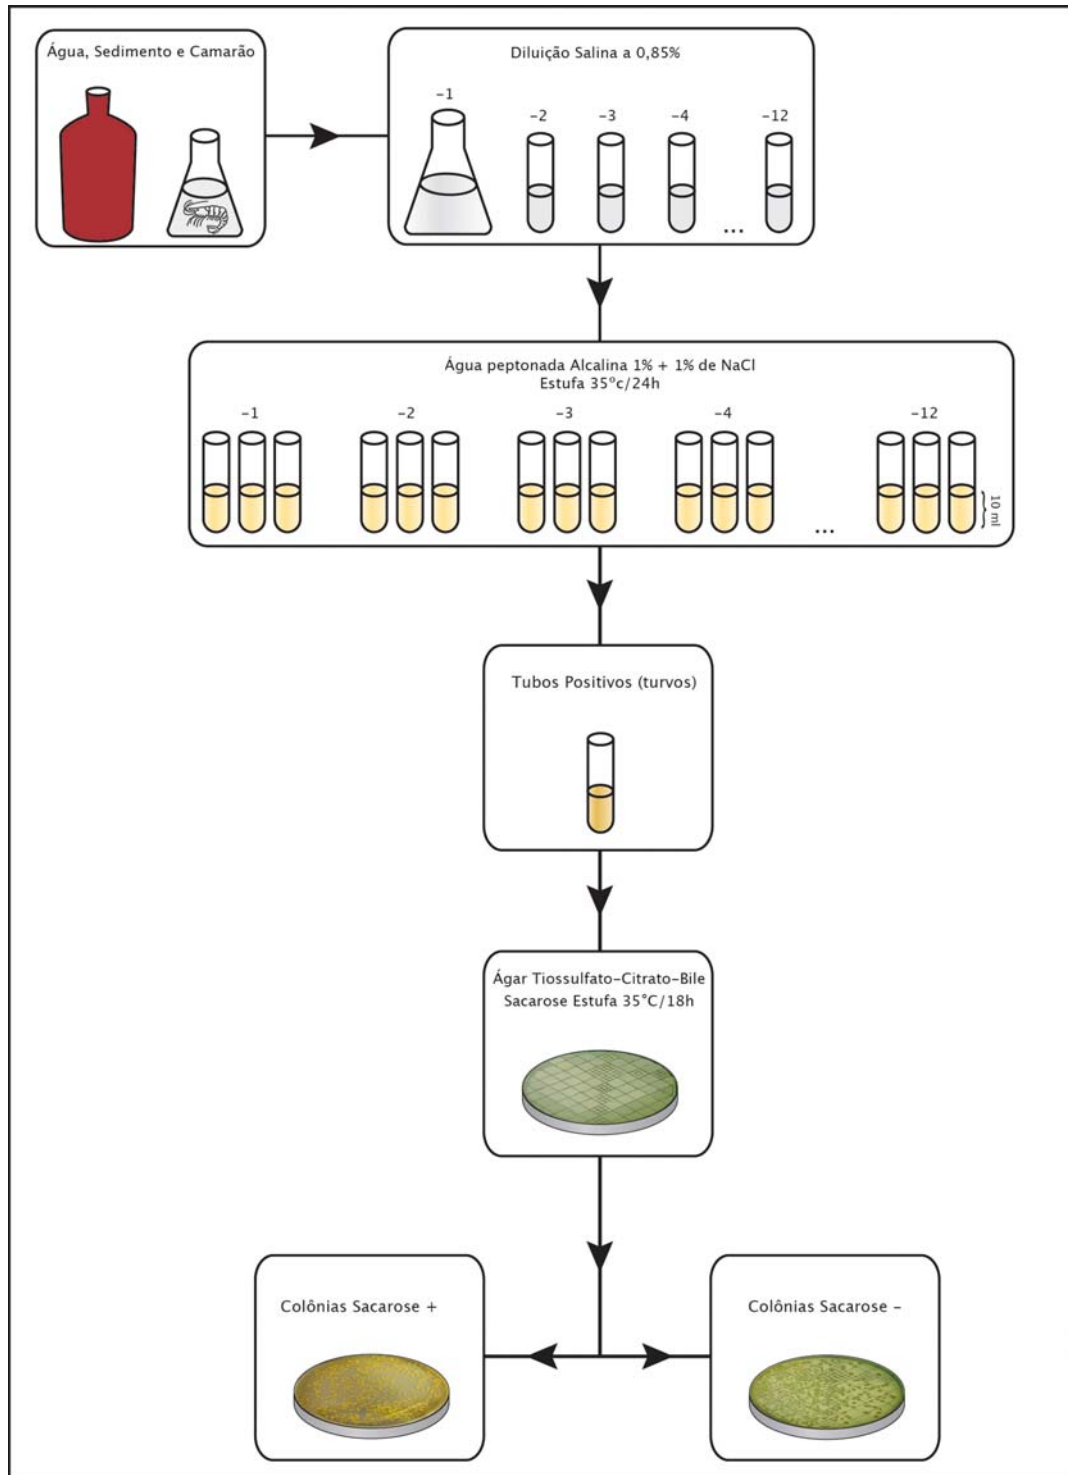 Água, Sedimento e Camarão
Diluição Salina a 0,85%
-1
-2
-3
-4
-12
...
Água peptonada Alcalina 1% + 1% de NaCl
Estufa 35ºc/24h
-1
-2
-3
-4
-12
...
10 ml
Tubos Positivos (turvos)
Ágar Tiossulfato-Citrato-Bile
Sacarose Estufa 35°C/18h
Colônias Sacarose +
Colônias Sacarose -